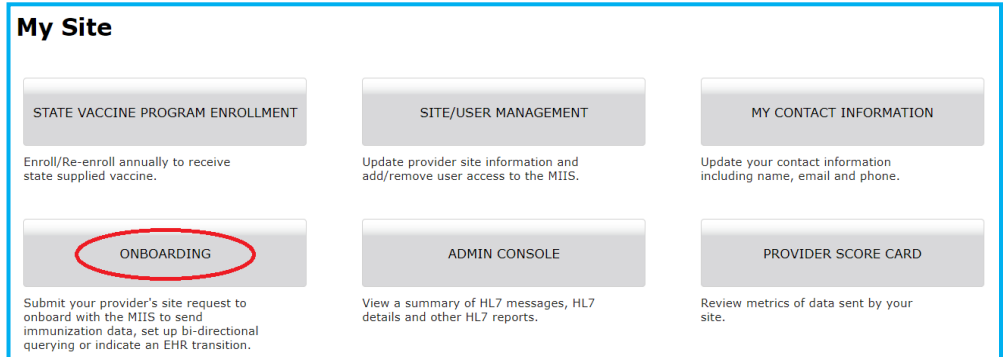 My Site
STATE VACCINE PROGRAM ENROLLMENT
SITE/USER MANAGEMENT
MY CONTACT INFORMATION
Enroll/Re-enroll annually to receive
state supplied vaccine.
Update provider site information and
add/remove user access to the MIIS.
Update your contact information
including name, email and phone.
ONBOARDING
ADMIN CONSOLE
PROVIDER SCORE CARD
Submit your provider's site request to
onboard with the MIIS to send
immunization data, set up bi-directional
querying or indicate an EHR transition.
View a summary of HL7 messages, HL7
details and other HL7 reports.
Review metrics of data sent by your
site.